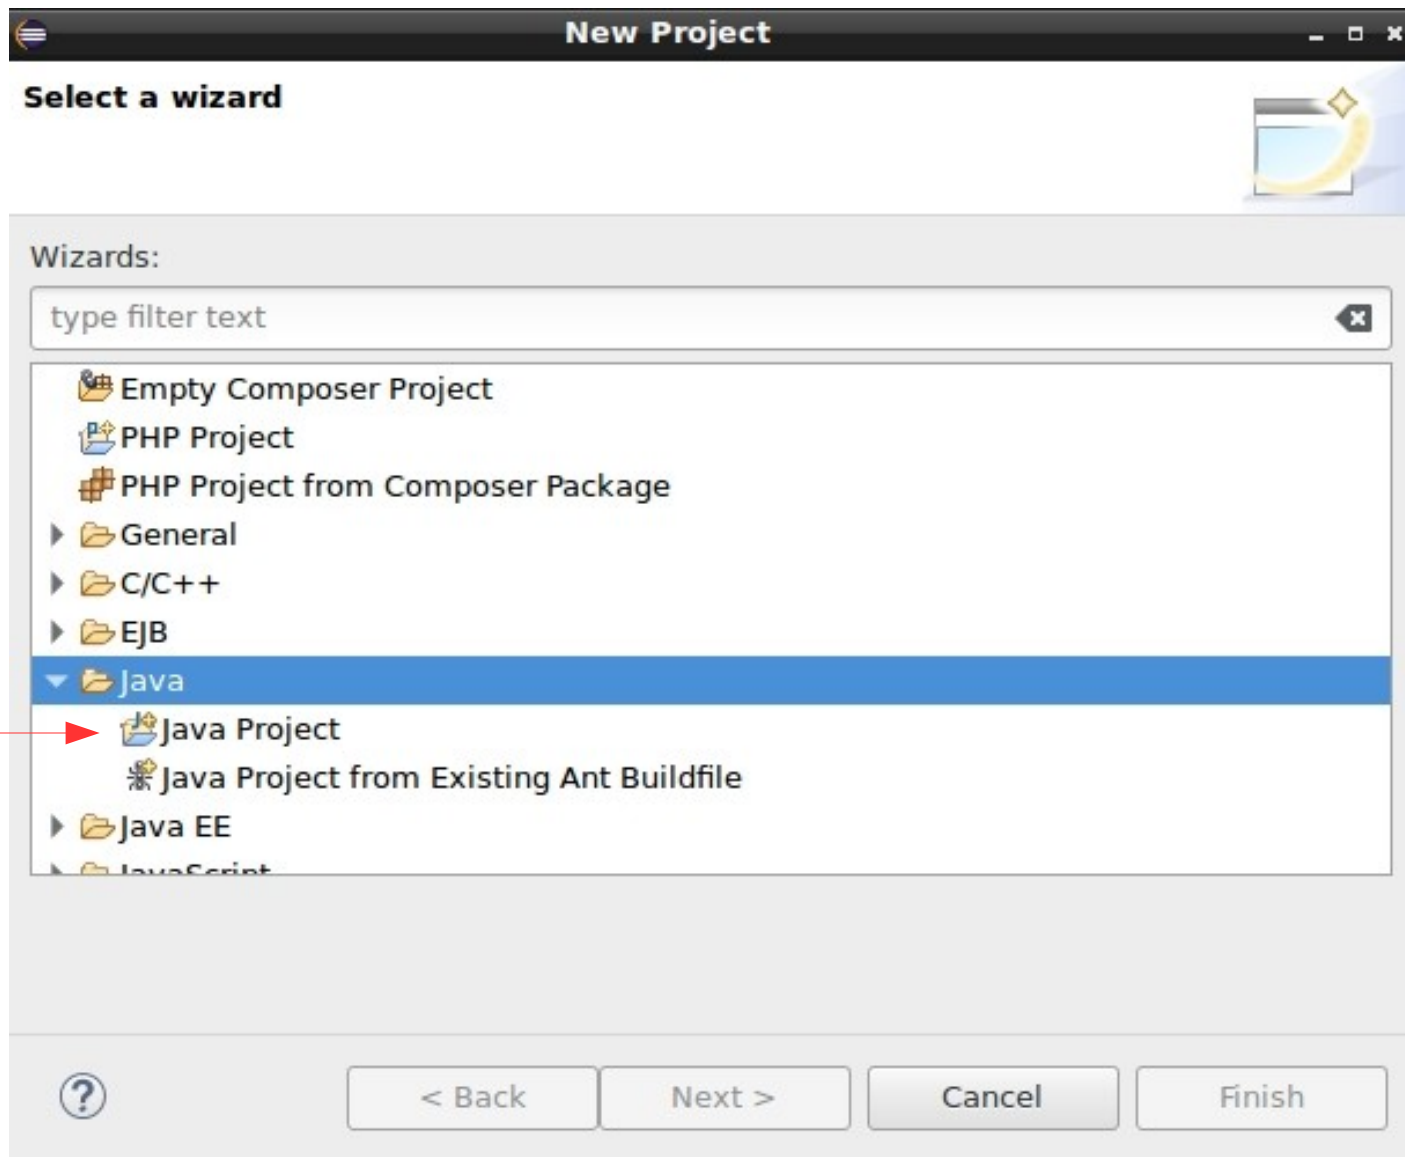 New Project
Select a wizard
Wizards:
type filter text
Empty Composer Project
PHP Project
PHP Project from Composer Package
General
C/C++
EJB
Java
Java Project
Java Project from Existing Ant Buildfile
Java EE
JavaScript
< Back Next > Cancel Finish